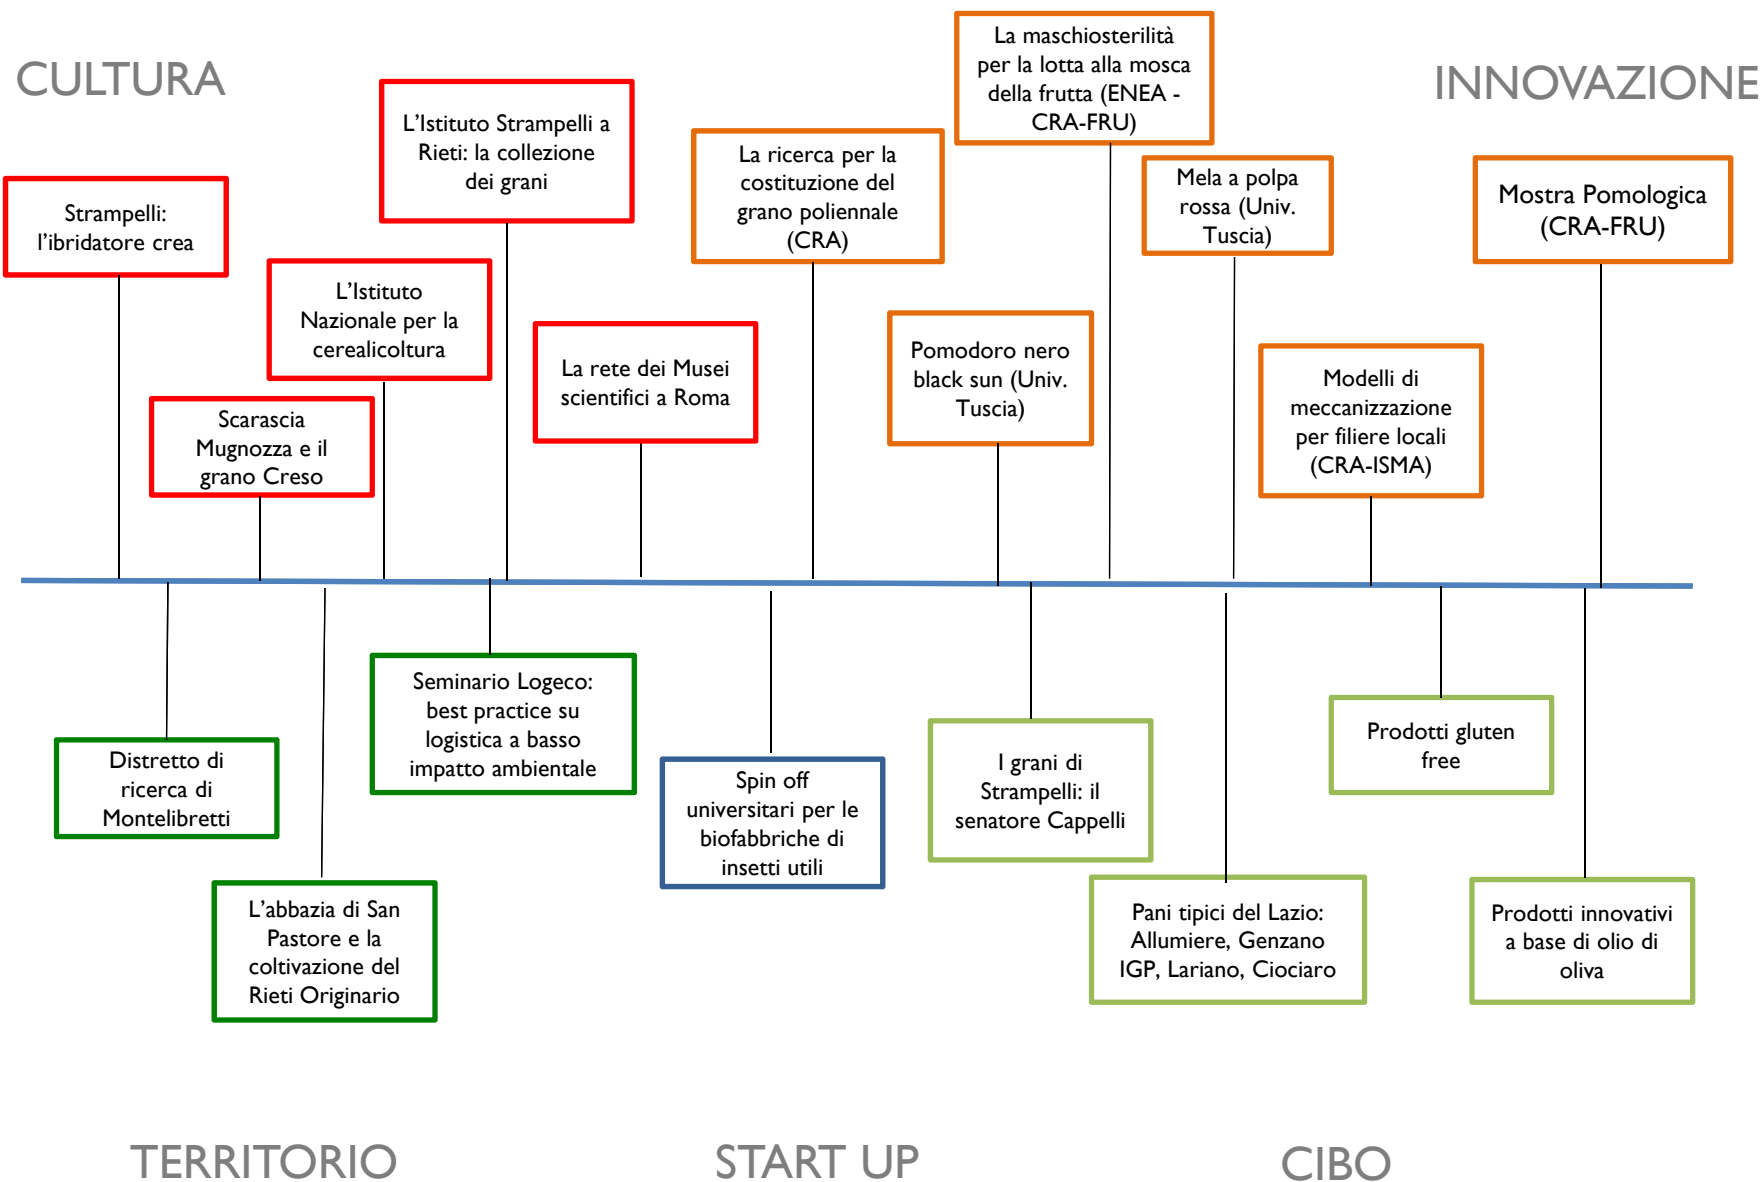 CULTURA
INNOVAZIONE
Strampelli:
l'ibridatore crea
Scarascia
Mugnozza e il
grano Creso
L'Istituto
Nazionale per la
cerealicoltura
L'Istituto Strampelli a
Rieti: la collezione
dei grani
La rete dei Musei
scientifici a Roma
La ricerca per la
costituzione del
grano poliennale
(CRA)
Pomodoro nero
black sun (Univ.
Tuscia)
La maschiosterilità
per la lotta alla mosca
della frutta (ENEA -
CRA-FRU)
Mela a polpa
rossa (Univ.
Tuscia)
Modelli di
meccanizzazione
per filiere locali
(CRA-ISMA)
Mostra Pomologica
(CRA-FRU)
Distretto di
ricerca di
Montelibretti
L'abbazia di San
Pastore e la
coltivazione del
Rieti Originario
Seminario Logeco:
best practice su
logistica a basso
impatto ambientale
Spin off
universitari per le
biofabbriche di
insetti utili
I grani di
Strampelli: il
senatore Cappelli
Pani tipici del Lazio:
Allumiere, Genzano
IGP, Lariano, Ciociaro
Prodotti gluten
free
Prodotti innovativi
a base di olio di
oliva
TERRITORIO
START UP
CIBO